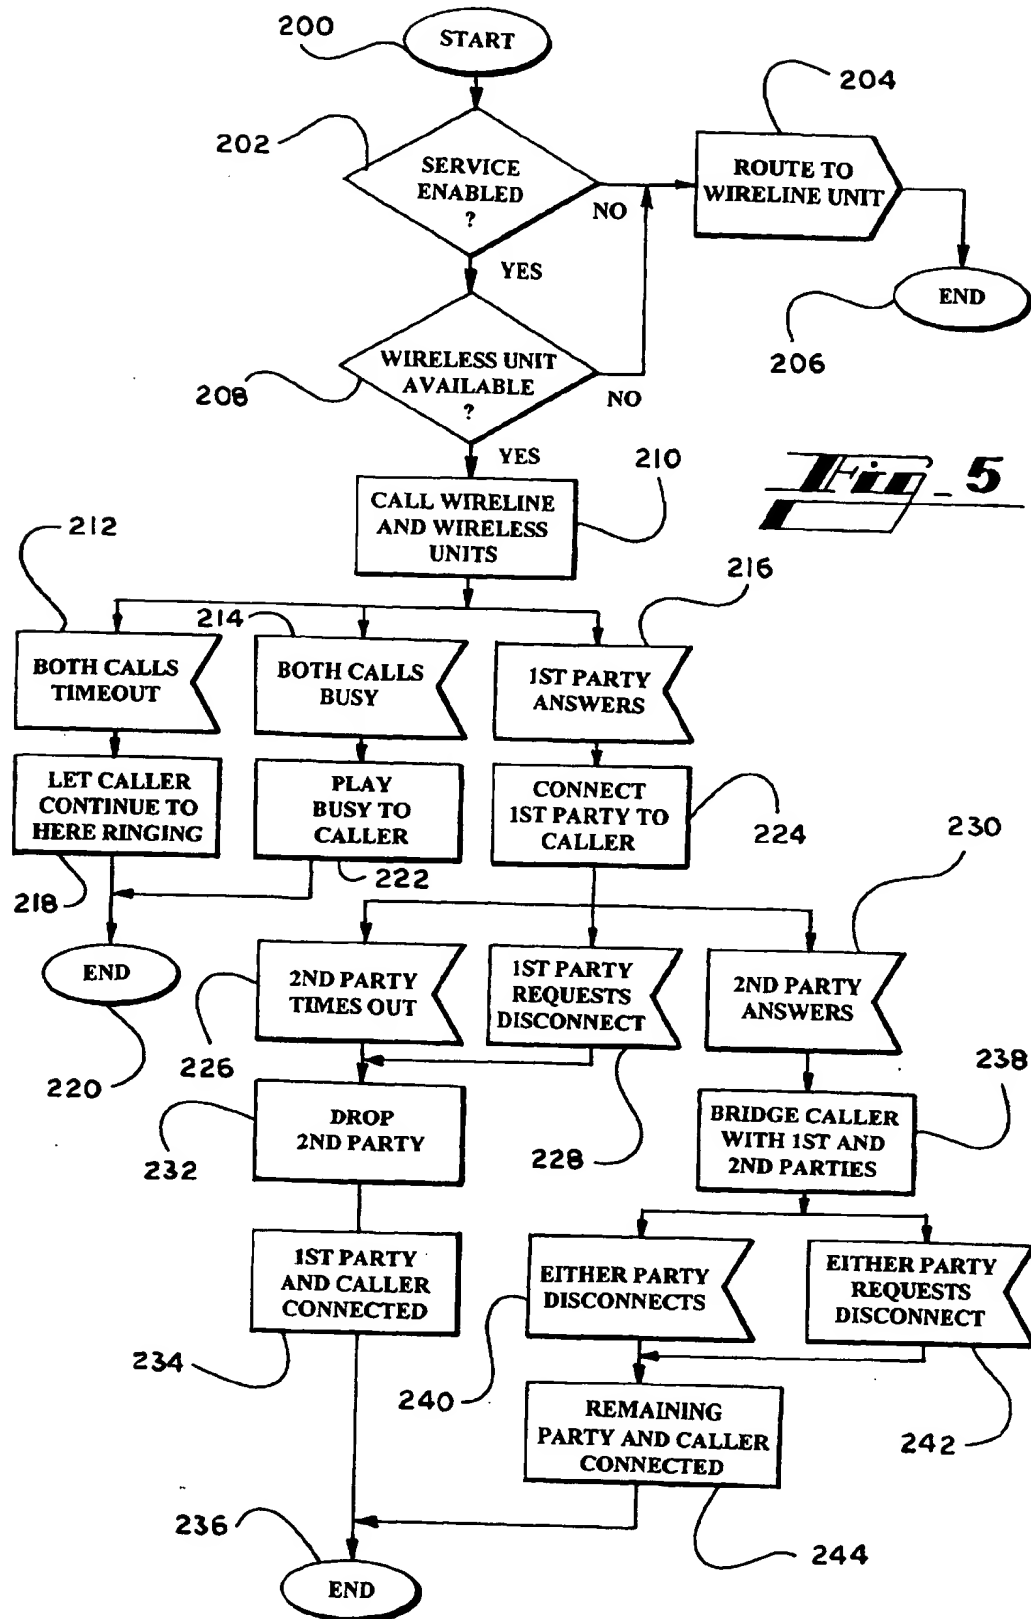 200
START
204
202
SERVICE
ENABLED
?
NO
ROUTE TO
WIRELINE UNIT
YES
END
206
208
WIRELESS UNIT
AVAILABLE
?
NO
YES
210
Fig_5
CALL WIRELINE
AND WIRELESS
UNITS
212
214
216
BOTH CALLS
TIMEOUT
BOTH CALLS
BUSY
1ST PARTY
ANSWERS
LET CALLER
CONTINUE TO
HERE RINGING
PLAY
BUSY TO
CALLER
CONNECT
1ST PARTY TO
CALLER
224
230
218
222
END
220
2ND PARTY
TIMES OUT
1ST PARTY
REQUESTS
DISCONNECT
2ND PARTY
ANSWERS
226
228
238
DROP
2ND PARTY
232
BRIDGE CALLER
WITH 1ST AND
2ND PARTIES
1ST PARTY
AND CALLER
CONNECTED
EITHER PARTY
DISCONNECTS
EITHER PARTY
REQUESTS
DISCONNECT
234
240
242
REMAINING
PARTY AND CALLER
CONNECTED
236
244
END